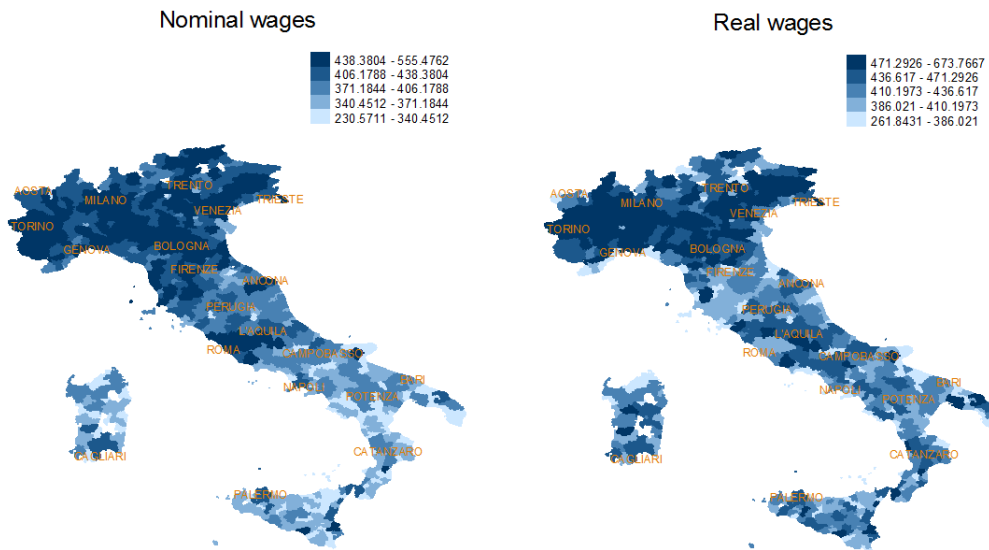 Nominal wages
438.3804 - 555.4762
406.1788 - 438.3804
371.1844 - 406.1788
340.4512 - 371.1844
230.5711 - 340.4512
AOSTA
TRENTO
MILANO
TRIESTE
VENEZIA
TORINO
GENOVA
BOLOGNA
FIRENZE
ANCONA
PERUGIA
L'AQUILA
ROMA
CAMPOBASSO
NAPOLI
BARI
POTENZA
CATANZARO
CAGLIARI
PALERMO
Real wages
471.2926 - 673.7667
436.617 - 471.2926
410.1973 - 436.617
386.021 - 410.1973
261.8431 - 386.021
AOSTA
TRENTO
MILANO
TRIESTE
VENEZIA
TORINO
GENOVA
BOLOGNA
FIRENZE
ANCONA
PERUGIA
L'AQUILA
ROMA
CAMPOBASSO
NAPOLI
BARI
POTENZA
CATANZARO
CAGLIARI
PALERMO